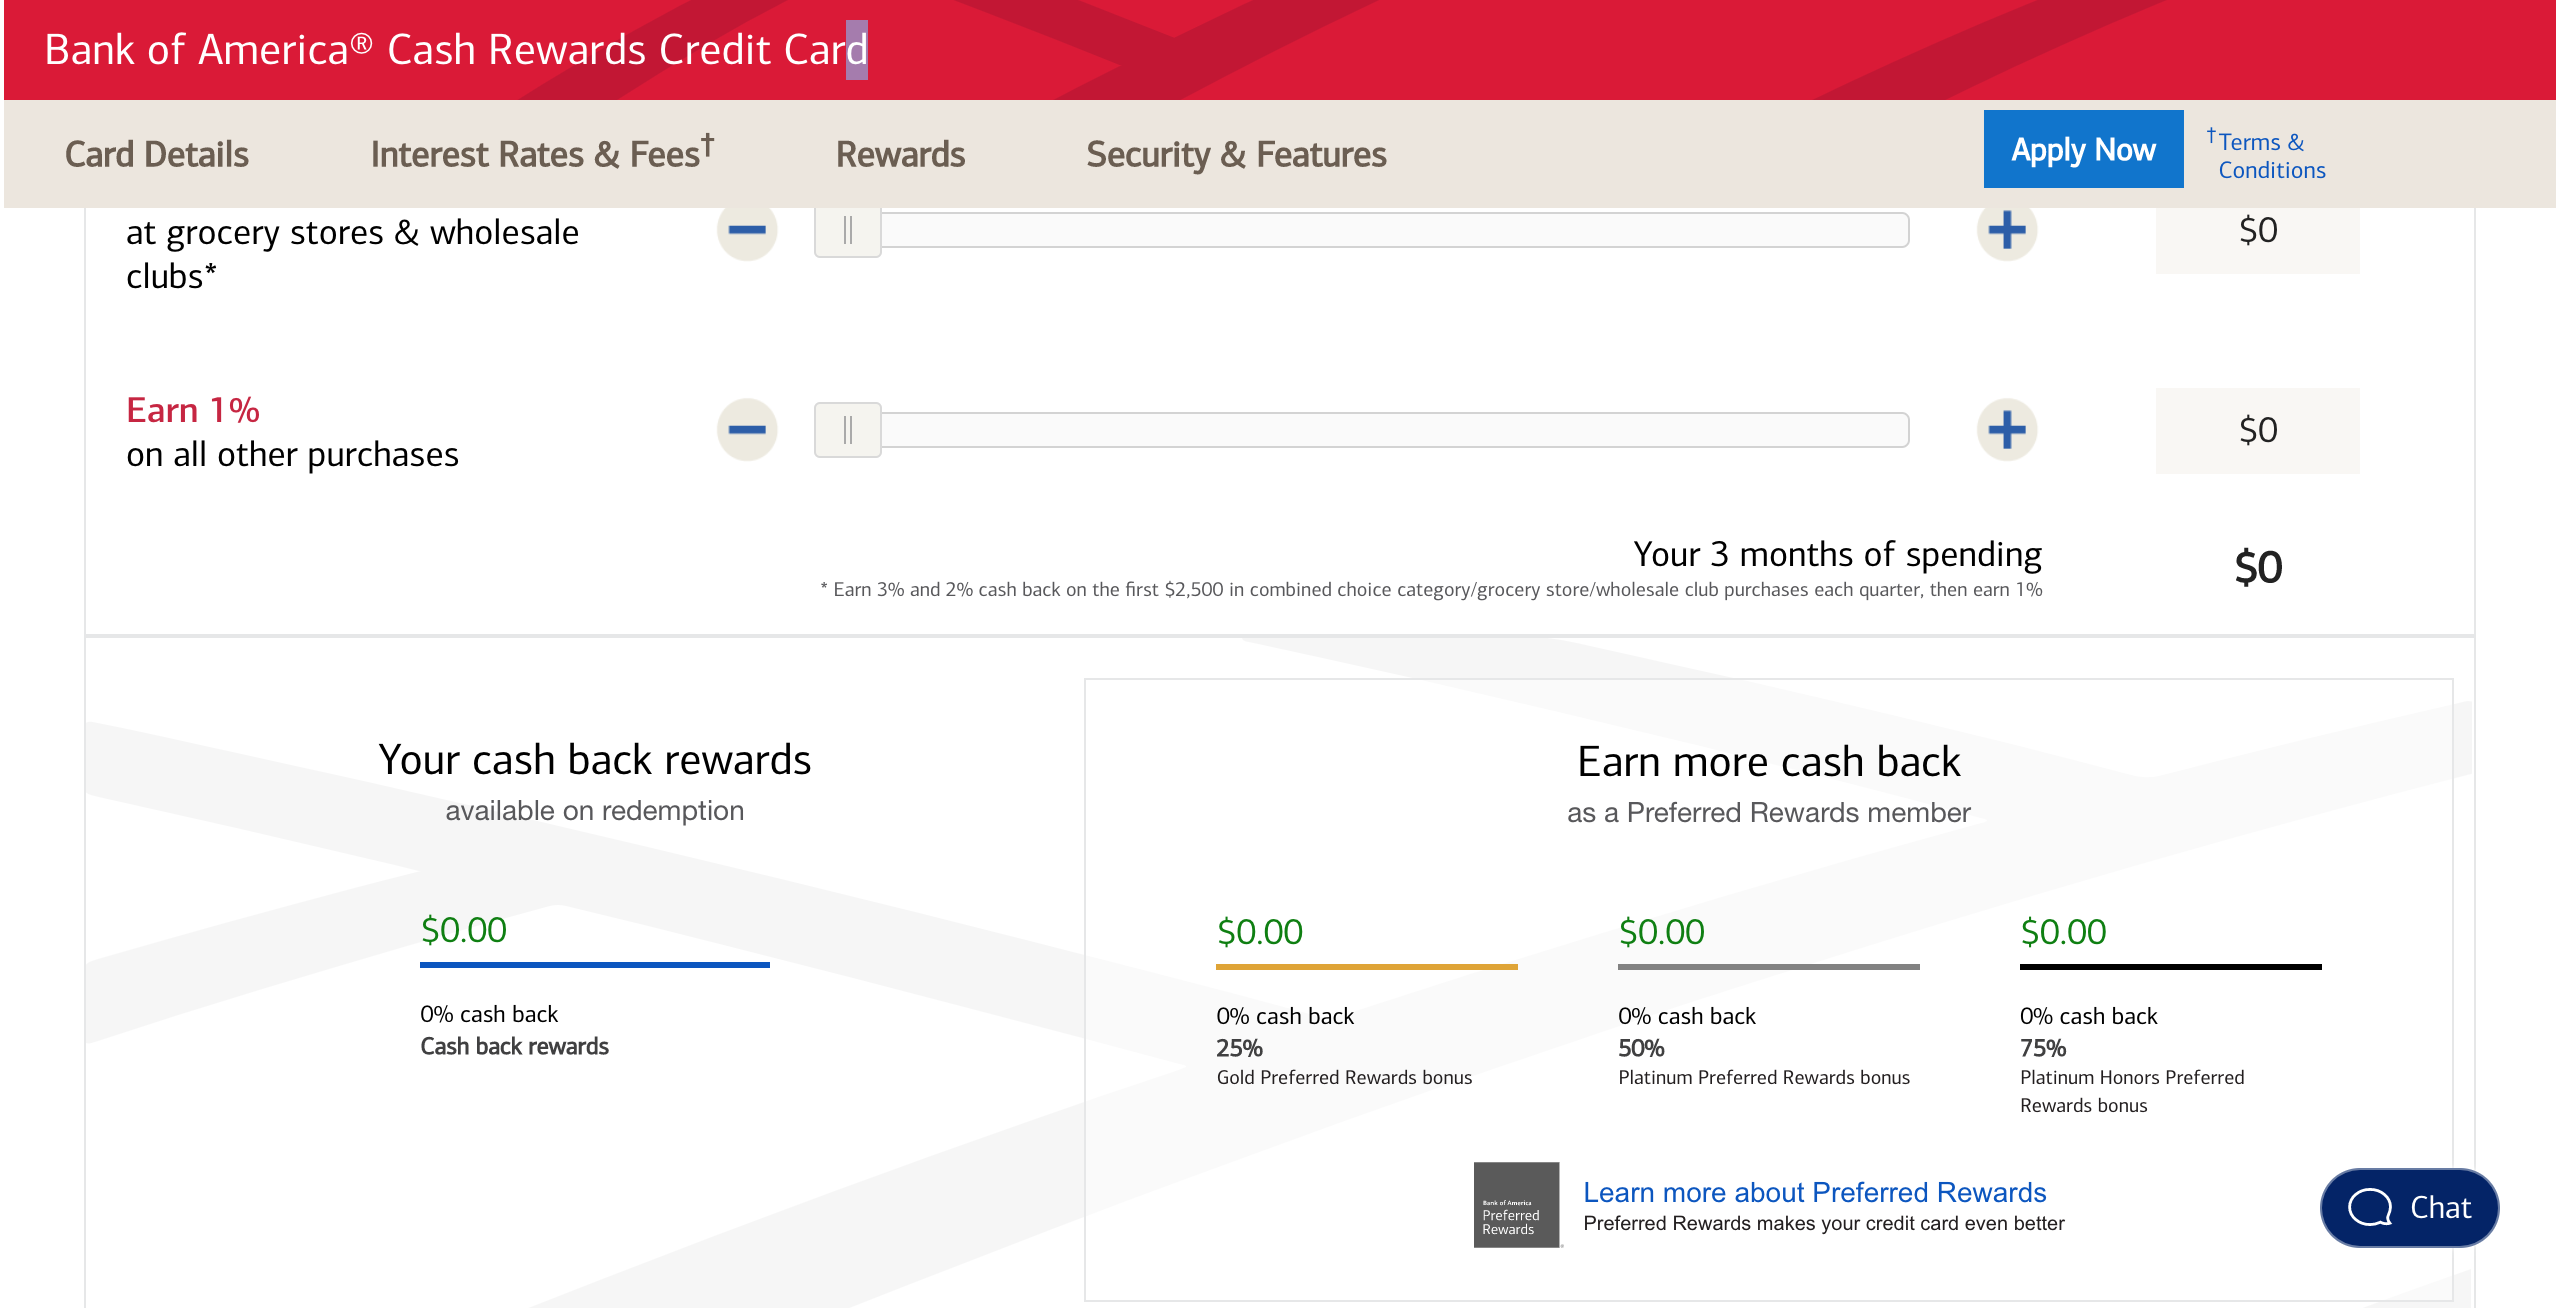 Bank of America® Cash Rewards Credit Card
Card Details
Interest Rates & Fees†
Rewards
Security & Features
Apply Now
†Terms &
Conditions
at grocery stores & wholesale
clubs*
$0
Earn 1%
on all other purchases
$0
Your 3 months of spending
$0
* Earn 3% and 2% cash back on the first $2,500 in combined choice category/grocery store/wholesale club purchases each quarter, then earn 1%
Your cash back rewards
available on redemption
$0.00
0% cash back
Cash back rewards
Earn more cash back
as a Preferred Rewards member
$0.00
0% cash back
25%
Gold Preferred Rewards bonus
$0.00
0% cash back
50%
Platinum Preferred Rewards bonus
$0.00
0% cash back
75%
Platinum Honors Preferred
Rewards bonus
Bank of America
Preferred
Rewards
Learn more about Preferred Rewards
Preferred Rewards makes your credit card even better
Chat